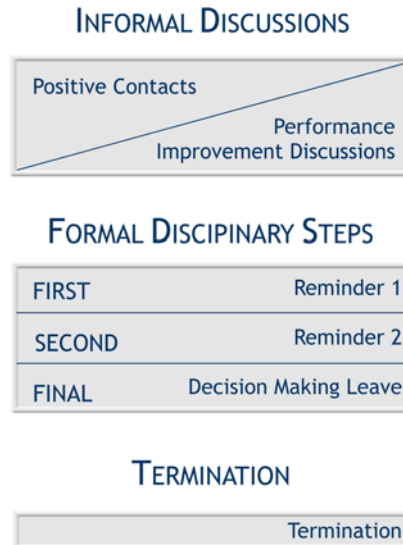 INFORMAL DISCUSSIONS
Positive Contacts
Performance
Improvement Discussions
FORMAL DISCIPINARY STEPS
FIRST Reminder 1
SECOND Reminder 2
FINAL Decision Making Leave
TERMINATION
Termination